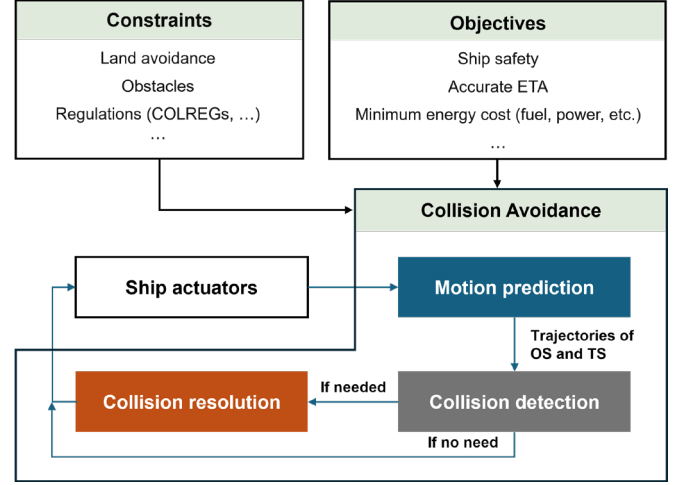 Constraints
Land avoidance
Obstacles
Regulations (COLREGs, …)
…
Objectives
Ship safety
Accurate ETA
Minimum energy cost (fuel, power, etc.)
…
Collision Avoidance
Ship actuators
Motion prediction
Trajectories of
OS and TS
Collision resolution
If needed
Collision detection
If no need